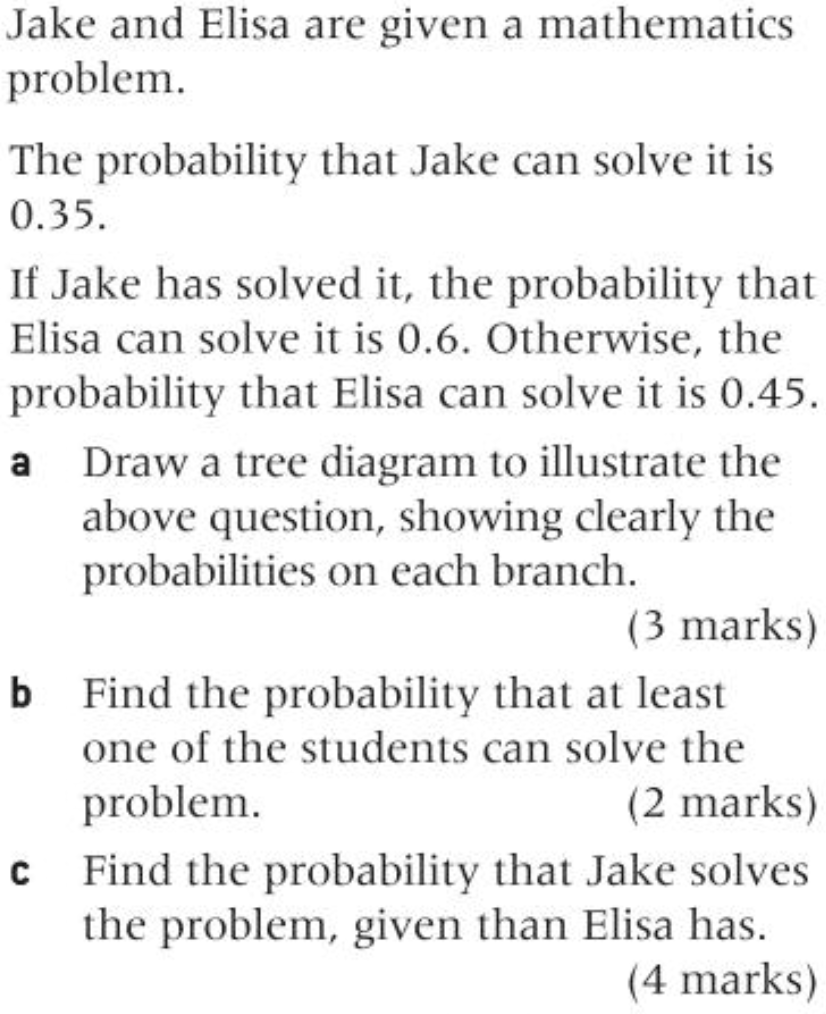 Jake and Elisa are given a mathematics
problem.
The probability that Jake can solve it is
0.35.
If Jake has solved it, the probability that
Elisa can solve it is 0.6. Otherwise, the
probability that Elisa can solve it is 0.45.
a Draw a tree diagram to illustrate the
above question, showing clearly the
probabilities on each branch.
(3 marks)
b Find the probability that at least
one of the students can solve the
problem. (2 marks)
c Find the probability that Jake solves
the problem, given than Elisa has.
(4 marks)